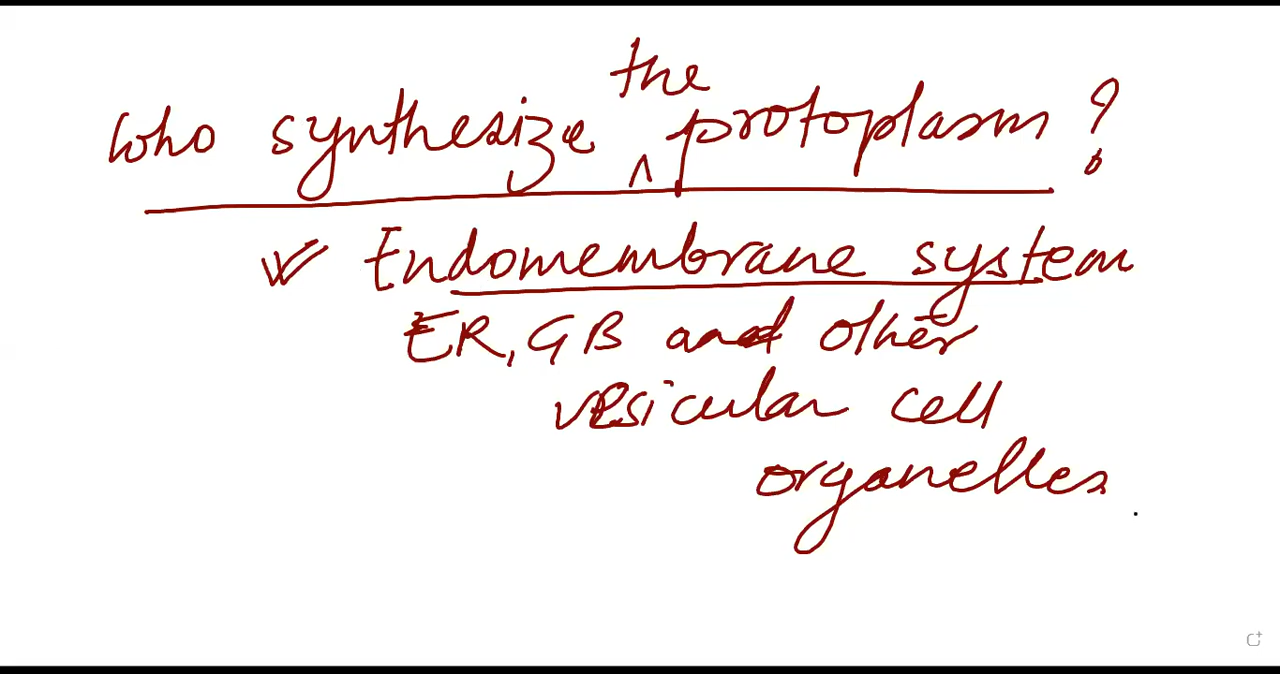 Who synthesize the protoplasm?
Endomembrane system
ER, GB and other
vesicular cell
organelles.